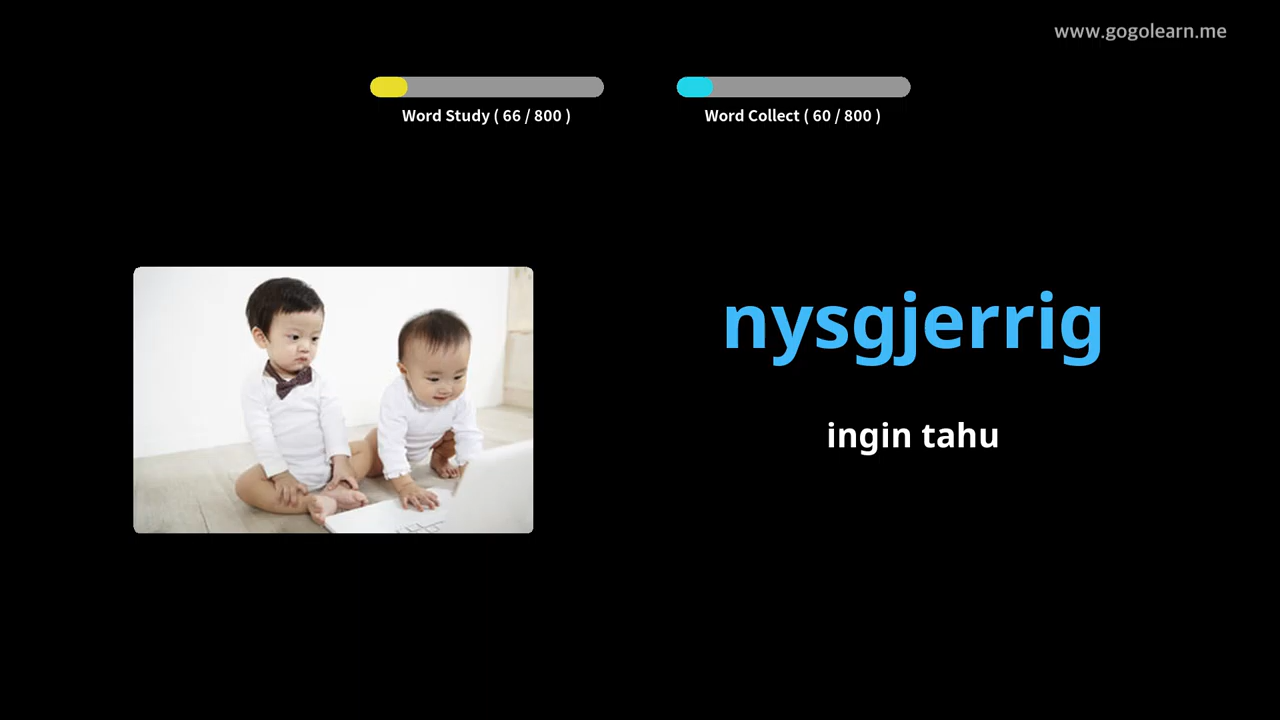 www.gogolearn.me
Word Study ( 66 / 800 )
Word Collect ( 60 / 800 )
nysgjerrig
ingin tahu